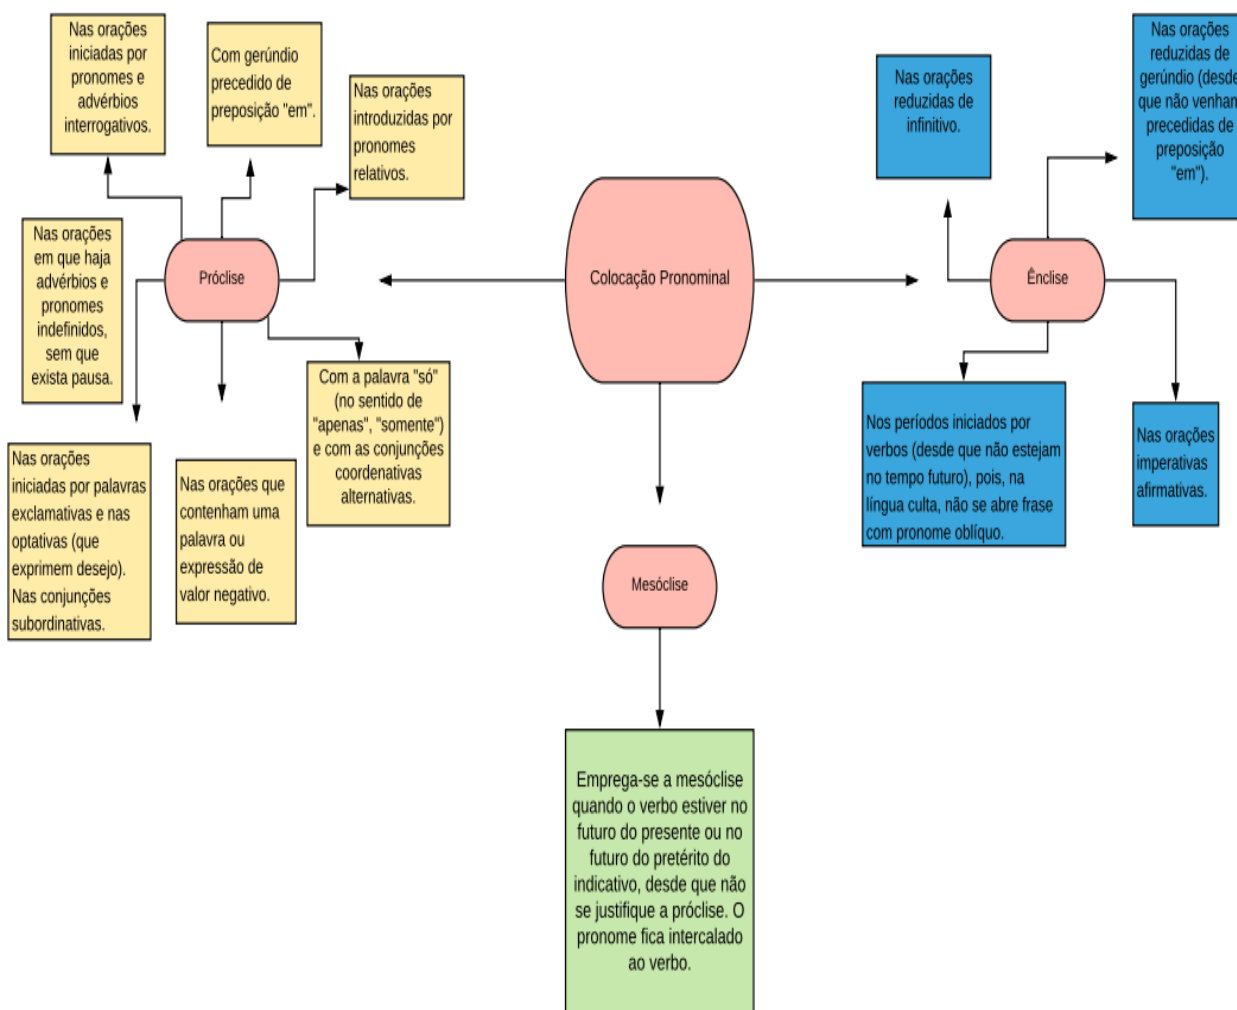 Nas orações
iniciadas por
pronomes e
advérbios
interrogativos.
Com gerúndio
precedido de
preposição "em".
Nas orações
introduzidas por
pronomes
relativos.
Nas orações
em que haja
advérbios e
pronomes
indefinidos,
sem que
exista pausa.
Próclise
Com a palavra "só"
(no sentido de
"apenas", "somente")
e com as conjunções
coordenativas
alternativas.
Nas orações
iniciadas por palavras
exclamativas e nas
optativas (que
exprimem desejo).
Nas conjunções
subordinativas.
Nas orações que
contenham uma
palavra ou
expressão de
valor negativo.
Colocação Pronominal
Mesóclise
Emprega-se a mesóclise
quando o verbo estiver no
futuro do presente ou no
futuro do pretérito do
indicativo, desde que não
se justifique a próclise. O
pronome fica intercalado
ao verbo.
Nas orações
reduzidas de
infinitivo.
Nas orações
reduzidas de
gerúndio (desde
que não venham
precedidas de
preposição
"em").
Ênclise
Nos períodos iniciados por
verbos (desde que não estejam
no tempo futuro), pois, na
língua culta, não se abre frase
com pronome oblíquo.
Nas orações
imperativas
afirmativas.